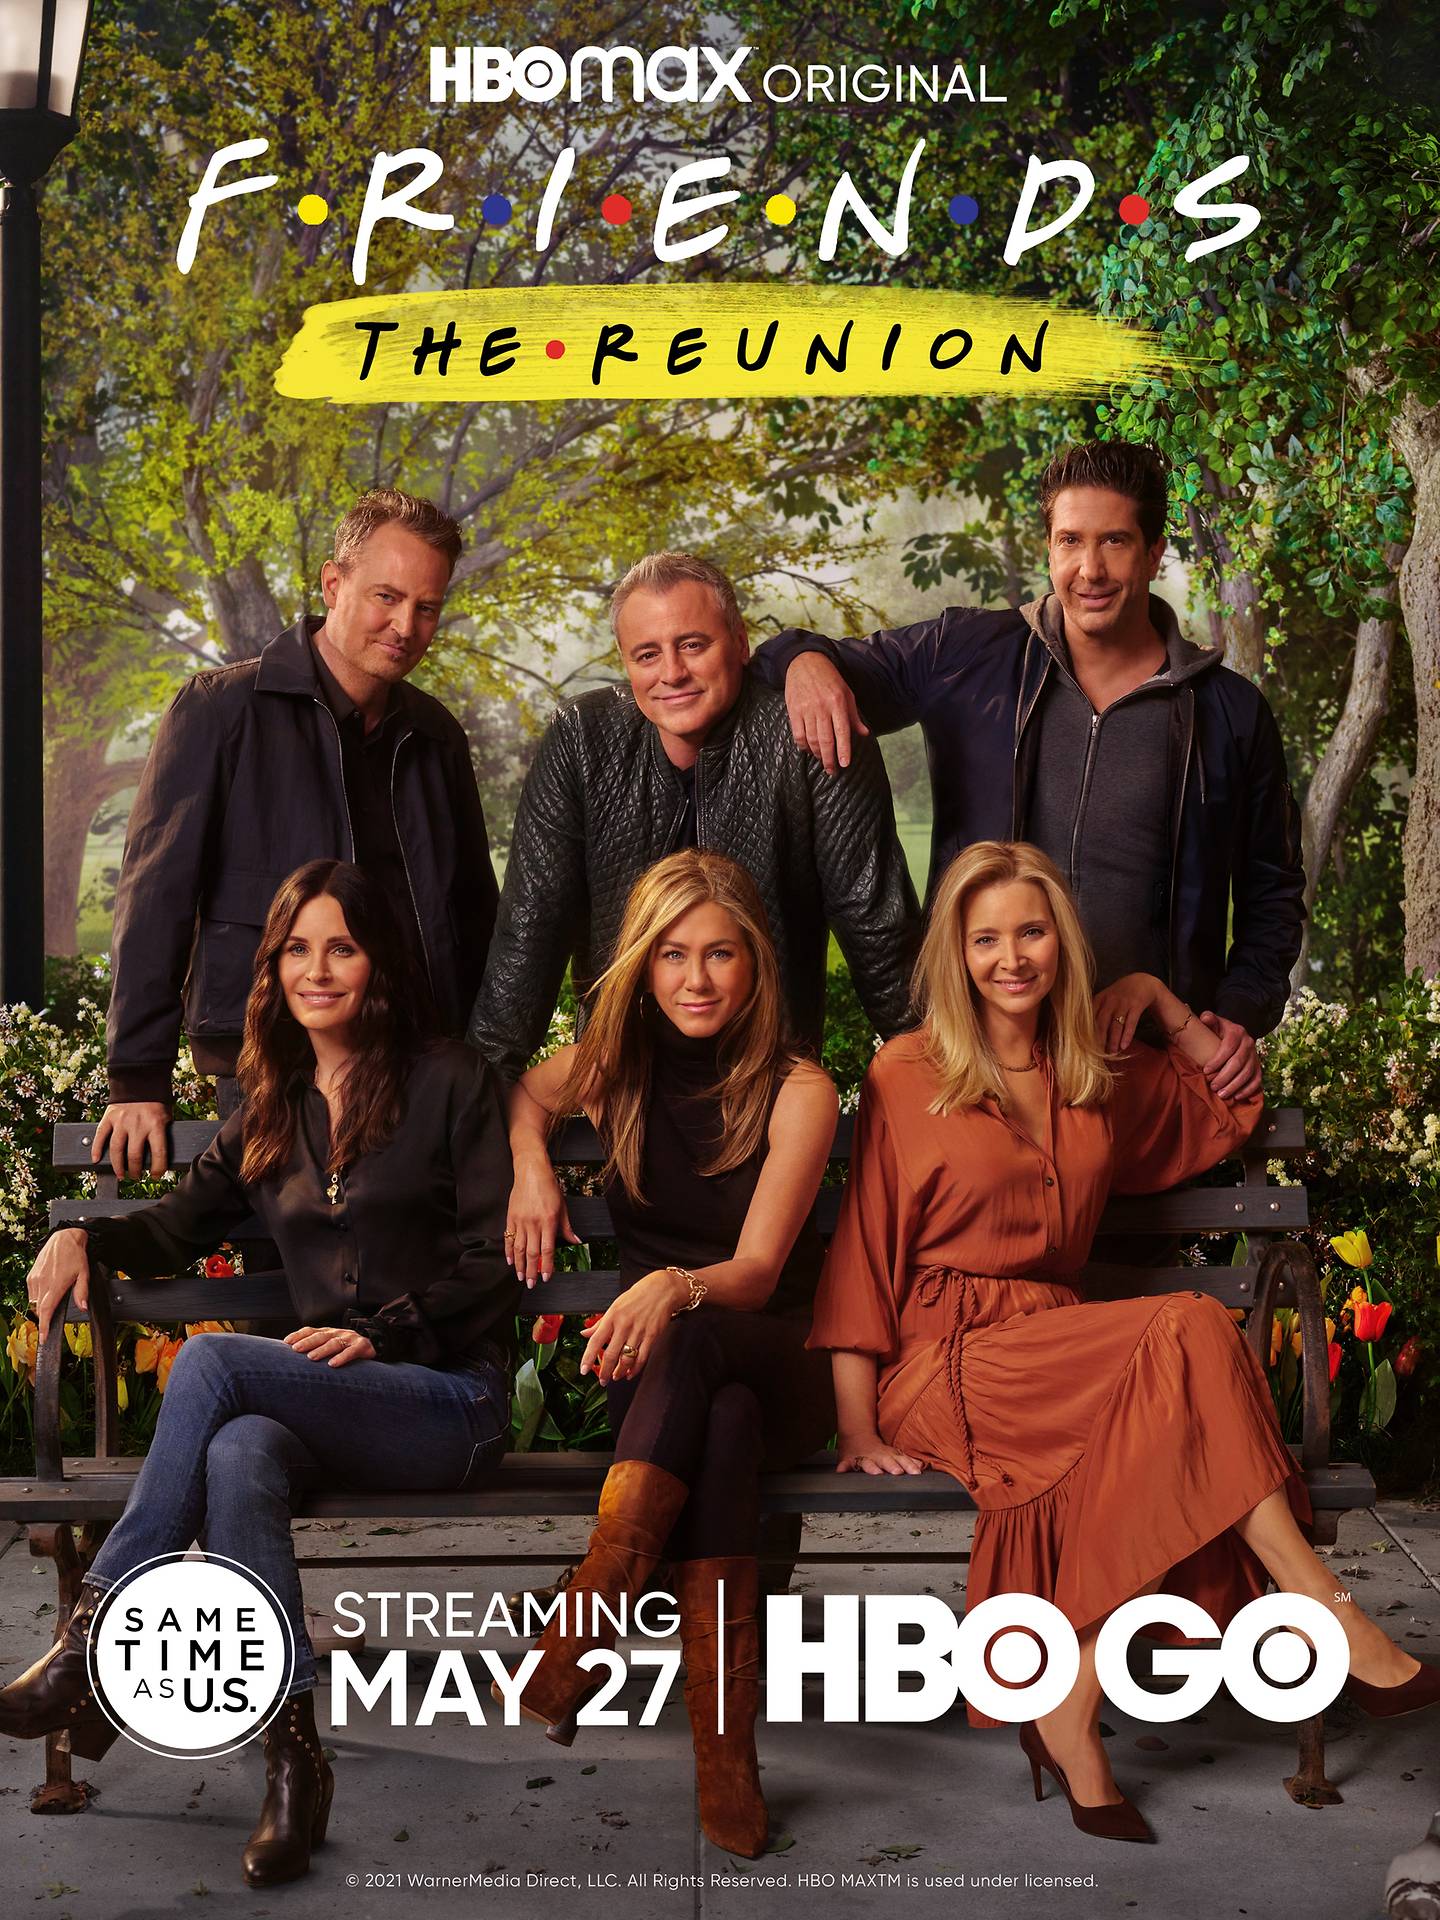 HBOmax ORIGINAL
F•R•I•E•N•D•S
THE•REUNION
SAME
TIME
AS U.S.
STREAMING
MAY 27
HBO GO SM
© 2021 WarnerMedia Direct, LLC. All Rights Reserved. HBO MAXTM is used under licensed.